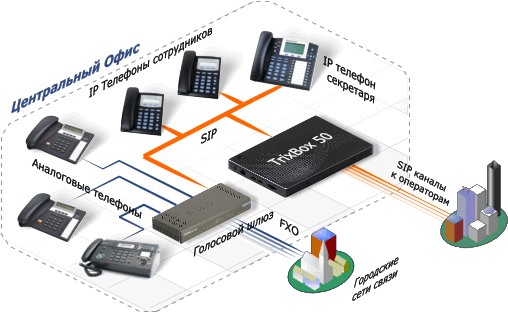 Центральный Офис
IP Телефоны сотрудников
IP телефон
секретаря
SIP
TrixBox 50
Аналоговые телефоны
SIP каналы
к операторам
Голосовой шлюз
FXO
Городские
сети связи